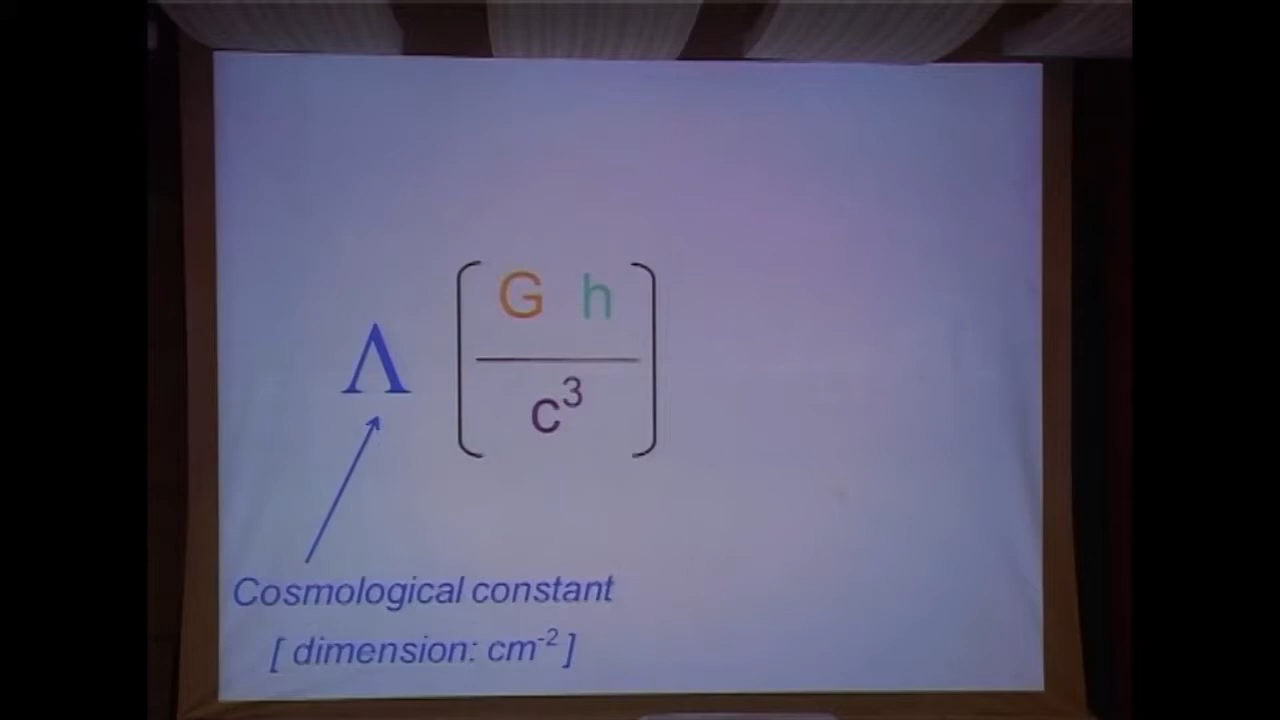 Λ [ G h / c³ ]
Cosmological constant
[ dimension: cm⁻² ]